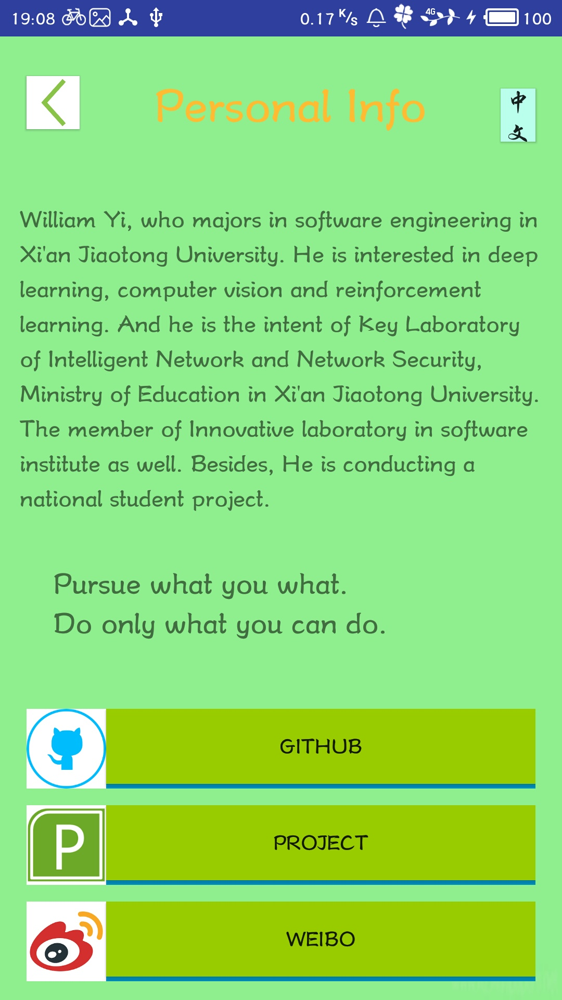 19:08 0.17 K/s 4G 100
Personal Info
中
文
William Yi, who majors in software engineering in
Xi'an Jiaotong University. He is interested in deep
learning, computer vision and reinforcement
learning. And he is the intent of Key Laboratory
of Intelligent Network and Network Security,
Ministry of Education in Xi'an Jiaotong University.
The member of Innovative laboratory in software
institute as well. Besides, He is conducting a
national student project.
Pursue what you what.
Do only what you can do.
GITHUB
P
PROJECT
WEIBO